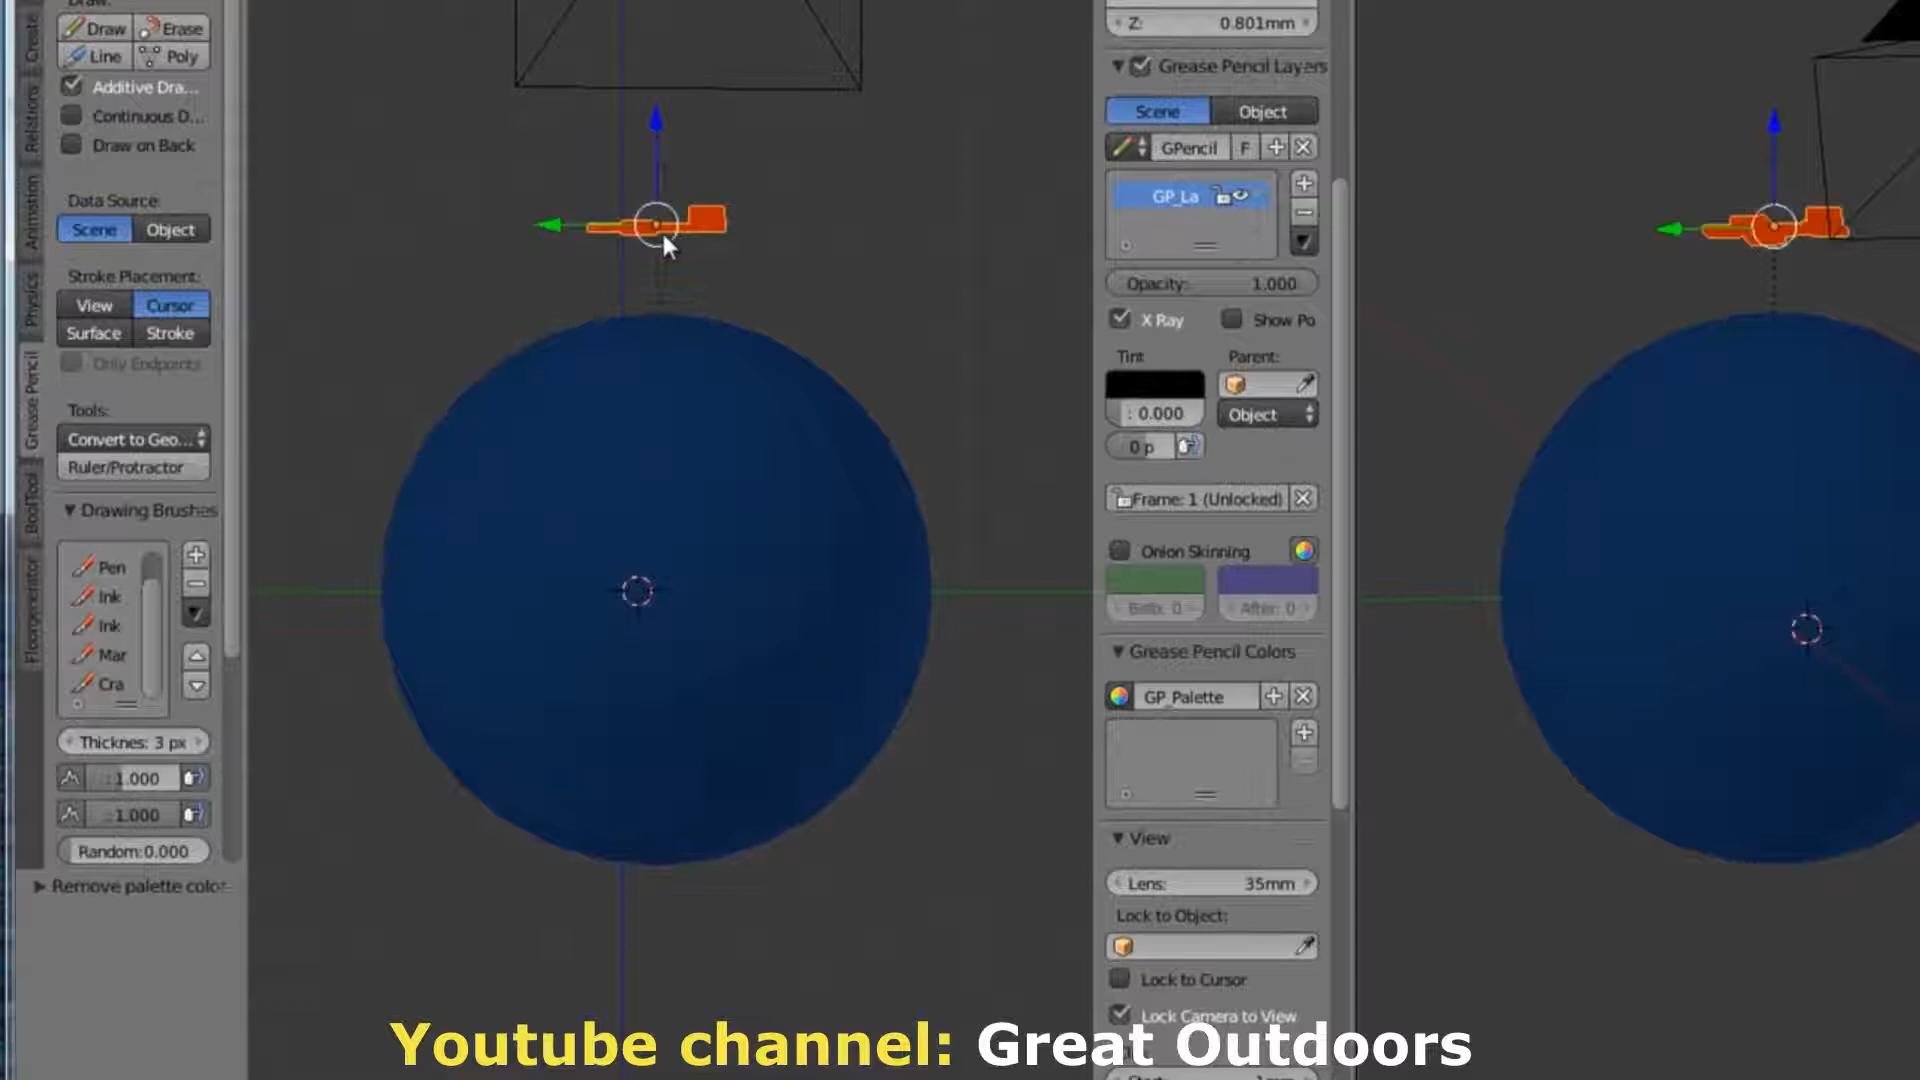 Draw:
Draw
Erase
Line
Poly
Additive Dra...
Continuous D...
Draw on Back
Data Source:
Scene
Object
Stroke Placement:
View
Cursor
Surface
Stroke
Only Endpoints
Tools:
Convert to Geo...
Ruler/Protractor
Drawing Brushes
Pen
Ink
Ink
Mar
Cra
Thicknes: 3 px
1.000
1.000
Random:0.000
Remove palette color
Create
Relations
Animation
Physics
Grease Pencil
BoolTool
Floorgenerator
Z: 0.801mm
Grease Pencil Layers
Scene
Object
GPencil
F
GP_La
Opacity: 1.000
X Ray
Show Po
Tint
Parent:
: 0.000
Object
0 p
Frame: 1 (Unlocked)
Onion Skinning
After: 0
Grease Pencil Colors
GP_Palette
View
Lens: 35mm
Lock to Object:
Lock to Cursor
Lock Camera to View
Youtube channel: Great Outdoors